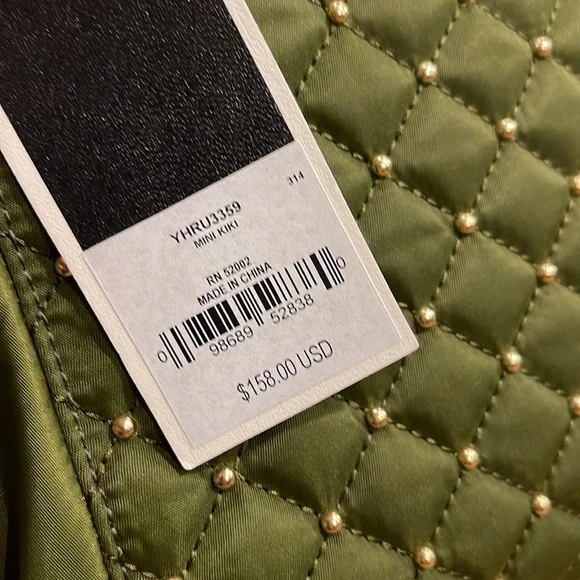 314
YHRU3359
MINI KIKI
RN 52002
MADE IN CHINA
0 98689 52838 0
$158.00 USD